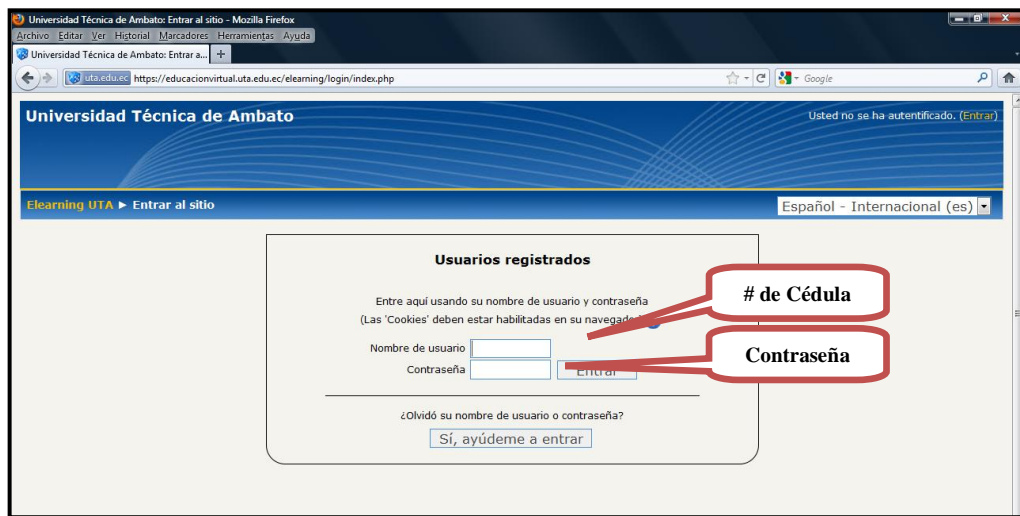 Universidad Técnica de Ambato: Entrar al sitio - Mozilla Firefox
Archivo Editar Ver Historial Marcadores Herramientas Ayuda
Universidad Técnica de Ambato: Entrar a...
uta.edu.ec https://educacionvirtual.uta.edu.ec/elearning/login/index.php
Google
Universidad Técnica de Ambato
Usted no se ha autentificado. (Entrar)
Elearning UTA ► Entrar al sitio
Español - Internacional (es)
Usuarios registrados
Entre aquí usando su nombre de usuario y contraseña
(Las 'Cookies' deben estar habilitadas en su navegador)
# de Cédula
Nombre de usuario
Contraseña
Contraseña
Entrar
¿Olvidó su nombre de usuario o contraseña?
Sí, ayúdeme a entrar